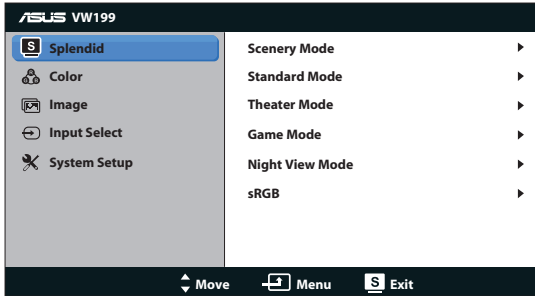 ASUS VW199
S Splendid
Color
Image
Input Select
System Setup
Scenery Mode
Standard Mode
Theater Mode
Game Mode
Night View Mode
sRGB
Move Menu S Exit